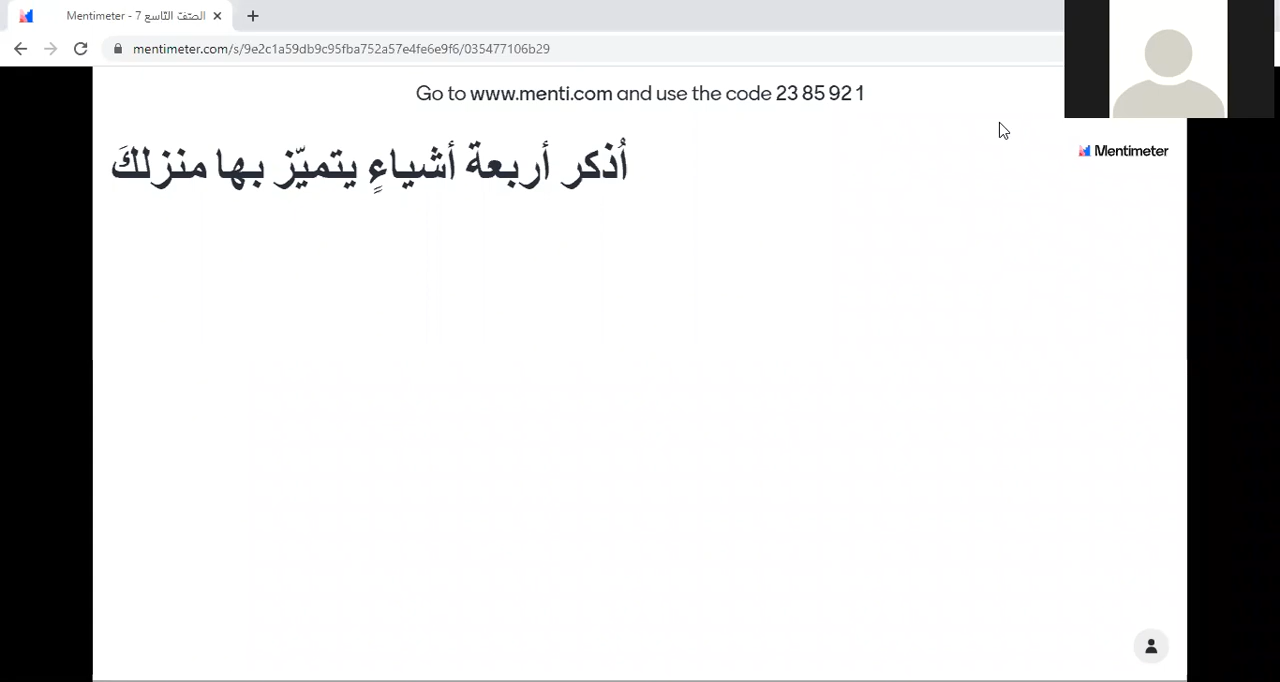 الصّفّ التّاسع 7 - Mentimeter
mentimeter.com/s/9e2c1a59db9c95fba752a57e4fe6e9f6/035477106b29
Go to www.menti.com and use the code 23 85 92 1
Mentimeter
أُذكر أربعة أشياءٍ يتميّز بها منزلكَ